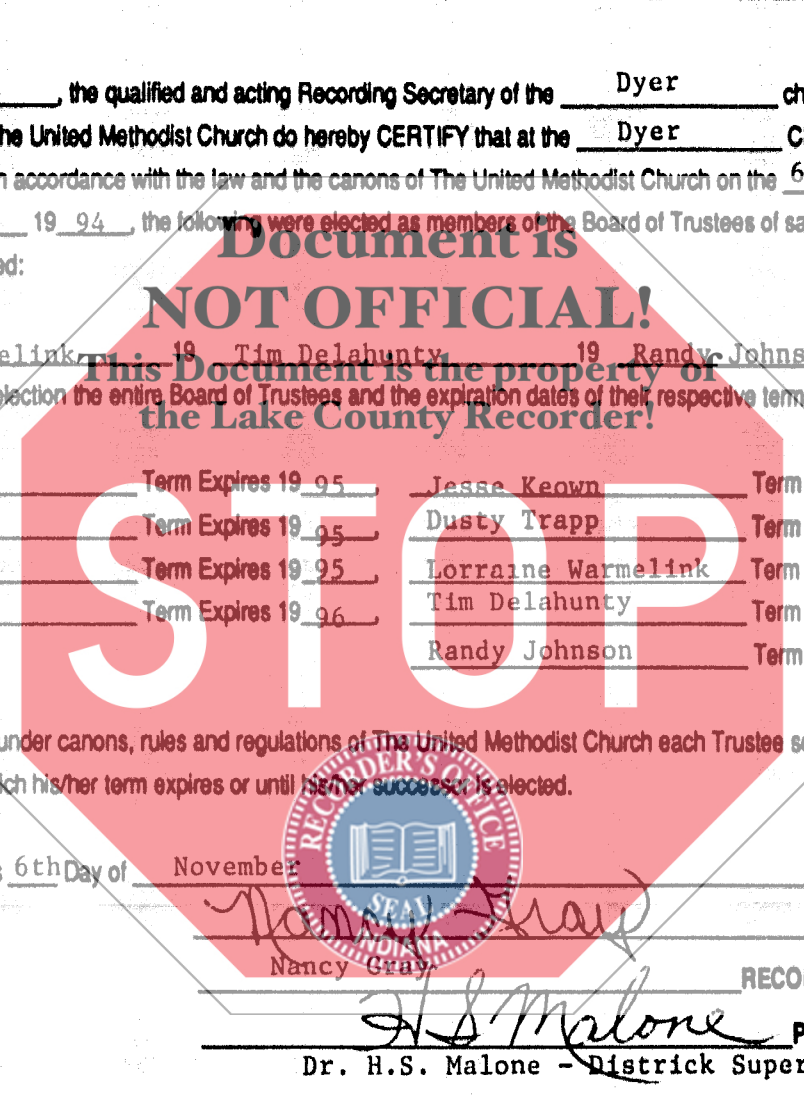 , the qualified and acting Recording Secretary of the Dyer ch
he United Methodist Church do hereby CERTIFY that at the Dyer C
n accordance with the law and the canons of The United Methodist Church on the 6
19 94, the following were elected as members of the Board of Trustees of sa
ed:
Document is
NOT OFFICIAL!
elink 19 Tim Delahunty 19 Randy Johns
This Document is the property of
lection the entire Board of Trustees and the expiration dates of their respective term
the Lake County Recorder!
Term Expires 19 95, Jesse Keown Term
Term Expires 19 95, Dusty Trapp Term
Term Expires 19 95, Lorraine Warmelink Term
Term Expires 19 96, Tim Delahunty Term
Randy Johnson Term
STOP
under canons, rules and regulations of The United Methodist Church each Trustee s
ch his/her term expires or until his/her successor is elected.
RECORDER'S OFFICE
SEAL
INDIANA
s 6th Day of November
Nancy Gray
Nancy Gray
RECO
H S Malone P
Dr. H.S. Malone - Districk Super